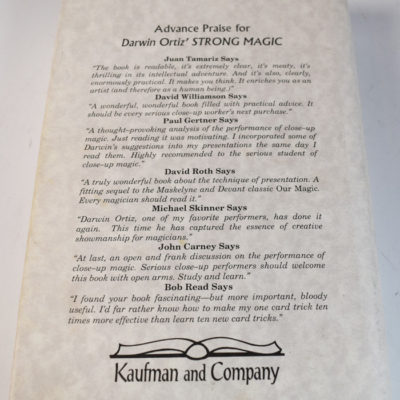 Advance Praise for
Darwin Ortiz' STRONG MAGIC
Juan Tamariz Says
"The book is readable, it's extremely clear, it's meaty, it's
thrilling in its intellectual adventure. And it's also, clearly,
enormously important. It makes you think. It enriches you as an
artist (and therefore as a human being.)"
David Williamson Says
"A wonderful, wonderful book filled with practical advice. It
should be every serious close-up worker's next purchase."
Paul Gertner Says
"A thought-provoking analysis of the performance of close-up
magic. Just reading it was motivating. I incorporated some of
Darwin's suggestions into my presentations the same day I
read them. Highly recommended to the serious student of
close-up magic."
David Roth Says
"A truly wonderful book about the technique of presentation. A
fitting sequel to the Maskelyne and Devant classic Our Magic.
Every magician should read it."
Michael Skinner Says
"Darwin Ortiz, one of my favorite performers, has done it
again. This time he has captured the essence of creative
showmanship for magicians."
John Carney Says
"At last, an open and frank discussion on the performance of
close-up magic. Serious close-up performers should welcome
this book with open arms. Study and learn."
Bob Read Says
"I found your book fascinating—but more important, bloody
useful. I'd far rather know how to make my one card trick ten
times more effective than learn ten new card tricks."
Kaufman and Company